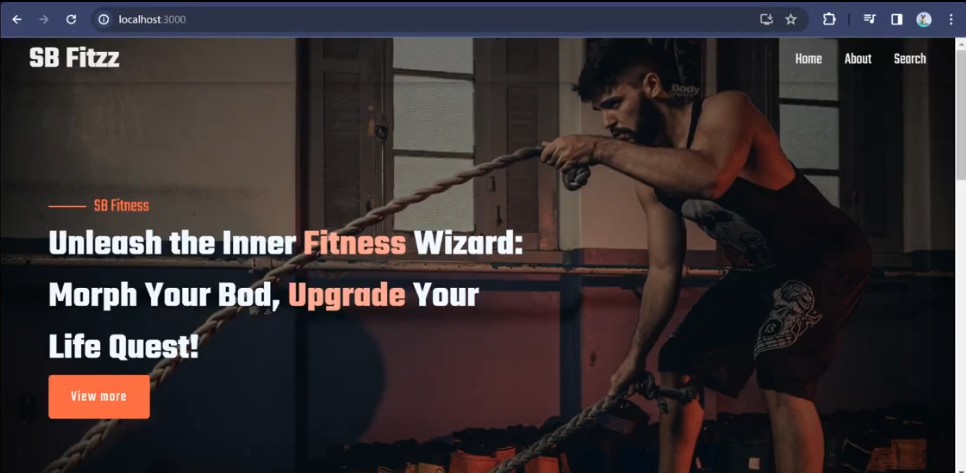 localhost:3000
SB Fitzz
Home About Search
Body
SB Fitness
Unleash the Inner Fitness Wizard:
Morph Your Bod, Upgrade Your
Life Quest!
View more